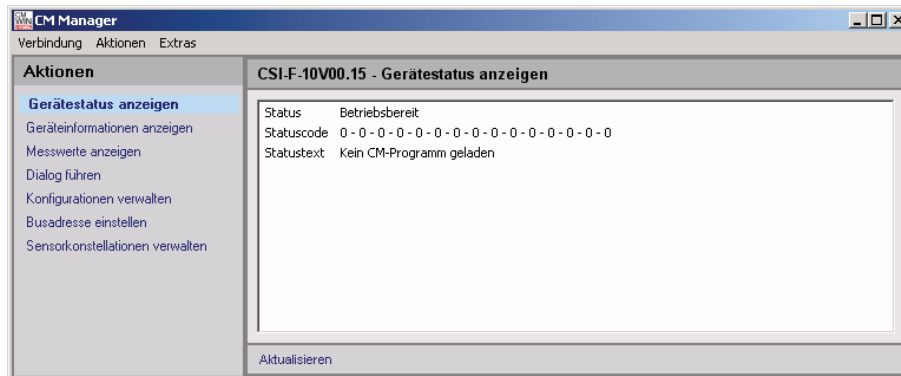 CM Manager
Verbindung Aktionen Extras
Aktionen
Gerätestatus anzeigen
Geräteinformationen anzeigen
Messwerte anzeigen
Dialog führen
Konfigurationen verwalten
Busadresse einstellen
Sensorkonstellationen verwalten
CSI-F-10V00.15 - Gerätestatus anzeigen
Status Betriebsbereit
Statuscode 0 - 0 - 0 - 0 - 0 - 0 - 0 - 0 - 0 - 0 - 0 - 0 - 0 - 0 - 0
Statustext Kein CM-Programm geladen
Aktualisieren